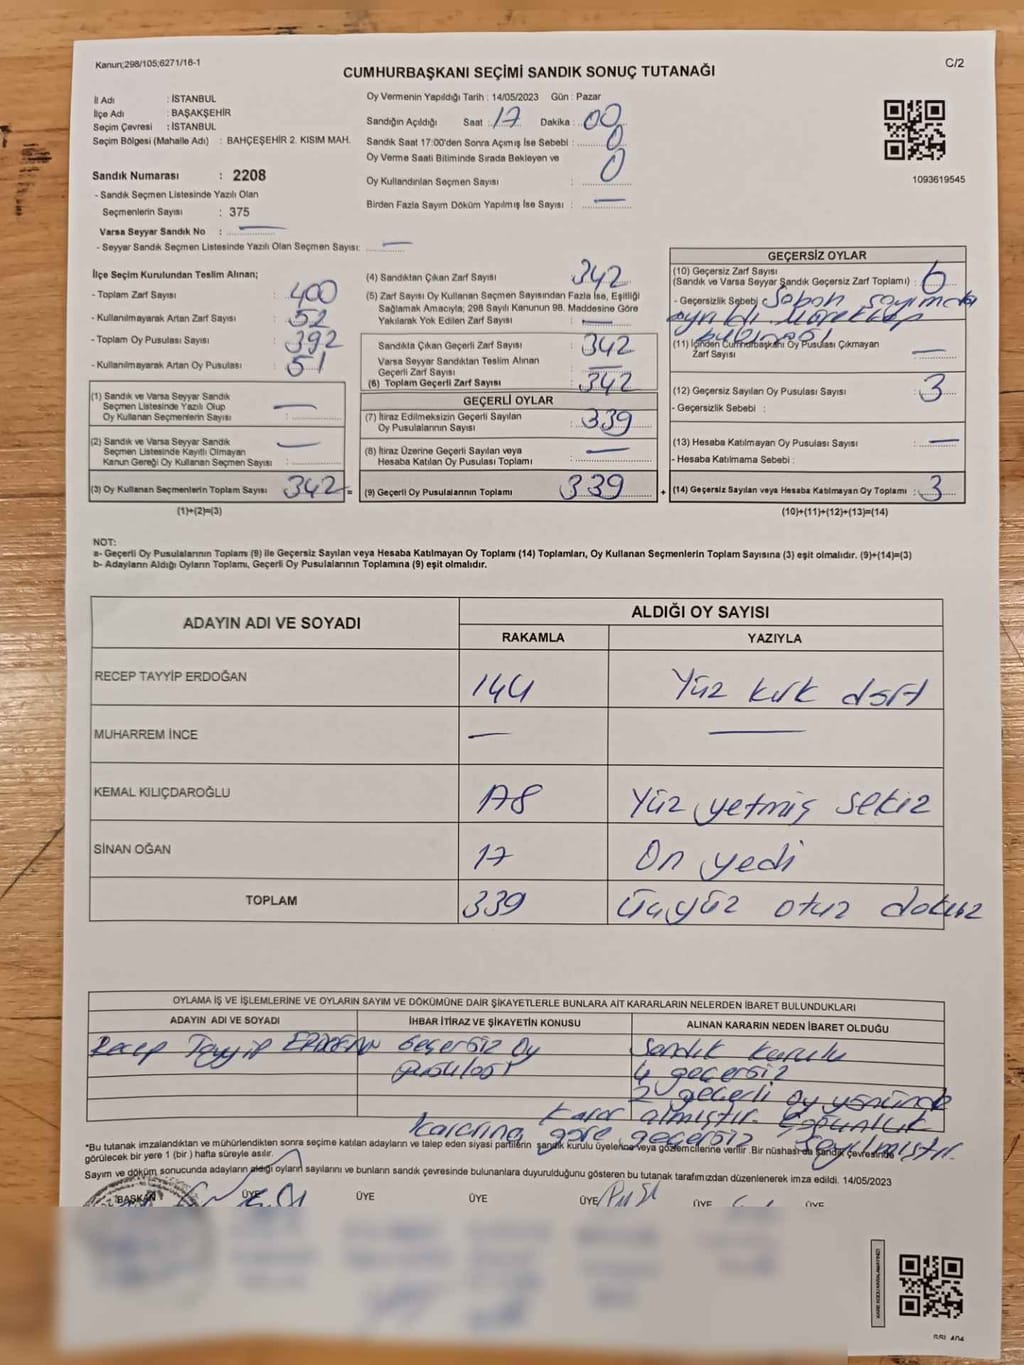 Kanun;298/105;6271/16-1
C/2
CUMHURBAŞKANI SEÇİMİ SANDIK SONUÇ TUTANAĞI
İl Adı : İSTANBUL
İlçe Adı : BAŞAKŞEHİR
Seçim Çevresi : İSTANBUL
Seçim Bölgesi (Mahalle Adı) : BAHÇEŞEHİR 2. KISIM MAH.
Sandık Numarası : 2208
- Sandık Seçmen Listesinde Yazılı Olan
Seçmenlerin Sayısı : 375
Varsa Seyyar Sandık No : —
- Seyyar Sandık Seçmen Listesinde Yazılı Olan Seçmen Sayısı: —
Oy Vermenin Yapıldığı Tarih : 14/05/2023 Gün : Pazar
Sandığın Açıldığı Saat : 17 Dakika : 00
Sandık Saat 17:00'den Sonra Açmış İse Sebebi : 0
Oy Verme Saati Bitiminde Sırada Bekleyen ve
Oy Kullandırılan Seçmen Sayısı : 0
Birden Fazla Sayım Döküm Yapılmış İse Sayısı : —
1093619545
İlçe Seçim Kurulundan Teslim Alınan;
- Toplam Zarf Sayısı : 400
- Kullanılmayarak Artan Zarf Sayısı : 52
- Toplam Oy Pusulası Sayısı : 392
- Kullanılmayarak Artan Oy Pusulası : 51
(1) Sandık ve Varsa Seyyar Sandık
Seçmen Listesinde Yazılı Olup
Oy Kullanan Seçmenlerin Sayısı : —
(2) Sandık ve Varsa Seyyar Sandık
Seçmen Listesinde Kayıtlı Olmayan
Kanun Gereği Oy Kullanan Seçmen Sayısı : —
(3) Oy Kullanan Seçmenlerin Toplam Sayısı : 342 =
(1)+(2)=(3)
(4) Sandıktan Çıkan Zarf Sayısı : 342
(5) Zarf Sayısı Oy Kullanan Seçmen Sayısından Fazla İse, Eşitliği
Sağlamak Amacıyla, 298 Sayılı Kanunun 98. Maddesine Göre
Yakılarak Yok Edilen Zarf Sayısı : —
Sandıkta Çıkan Geçerli Zarf Sayısı : 342
Varsa Seyyar Sandıktan Teslim Alınan
Geçerli Zarf Sayısı : —
(6) Toplam Geçerli Zarf Sayısı : 342
GEÇERLİ OYLAR
(7) İtiraz Edilmeksizin Geçerli Sayılan
Oy Pusulalarının Sayısı : 339
(8) İtiraz Üzerine Geçerli Sayılan veya
Hesaba Katılan Oy Pusulası Toplamı : —
(9) Geçerli Oy Pusulalarının Toplamı : 339 +
GEÇERSİZ OYLAR
(10) Geçersiz Zarf Sayısı
(Sandık ve Varsa Seyyar Sandık Geçersiz Zarf Toplamı) : 6
- Geçersizlik Sebebi : Sabah sayımda
ayrıldı Mürekkep
bulaması
(11) İçinden Cumhurbaşkanı Oy Pusulası Çıkmayan
Zarf Sayısı : —
(12) Geçersiz Sayılan Oy Pusulası Sayısı : 3
- Geçersizlik Sebebi :
(13) Hesaba Katılmayan Oy Pusulası Sayısı : —
- Hesaba Katılmama Sebebi :
(14) Geçersiz Sayılan veya Hesaba Katılmayan Oy Toplamı : 3
(10)+(11)+(12)+(13)=(14)
NOT:
a- Geçerli Oy Pusulalarının Toplamı (9) ile Geçersiz Sayılan veya Hesaba Katılmayan Oy Toplamı (14) Toplamları, Oy Kullanan Seçmenlerin Toplam Sayısına (3) eşit olmalıdır. (9)+(14)=(3)
b- Adayların Aldığı Oyların Toplamı, Geçerli Oy Pusulalarının Toplamına (9) eşit olmalıdır.
ADAYIN ADI VE SOYADI ALDIĞI OY SAYISI
RAKAMLA YAZIYLA
RECEP TAYYİP ERDOĞAN 144 Yüz kırk dört
MUHARREM İNCE — —
KEMAL KILIÇDAROĞLU 178 Yüz yetmiş sekiz
SİNAN OĞAN 17 On yedi
TOPLAM 339 üçyüz otuz dokuz
OYLAMA İŞ VE İŞLEMLERİNE VE OYLARIN SAYIM VE DÖKÜMÜNE DAİR ŞİKAYETLERLE BUNLARA AİT KARARLARIN NELERDEN İBARET BULUNDUKLARI
ADAYIN ADI VE SOYADI İHBAR İTİRAZ VE ŞİKAYETİN KONUSU ALINAN KARARIN NEDEN İBARET OLDUĞU
Recep Tayyip ERDOĞAN Geçersiz Oy Sandık kurulu
pusulası 4 geçersiz
2 geçerli oy yönünde
karar almıştır. Çoğunluk
kararına göre geçersiz sayılmıştır.
*Bu tutanak imzalandıktan ve mühürlendikten sonra seçime katılan adayların ve talep eden siyasi partilerin sandık kurulu üyelerine veya gözlemcilerine verilir. Bir nüshası da sandık çevresinde
görülecek bir yere 1 (bir ) hafta süreyle asılır.
Sayım ve döküm sonucunda adayların aldığı oyların sayılarını ve bunların sandık çevresinde bulunanlara duyurulduğunu gösteren bu tutanak tarafımızdan düzenlenerek imza edildi. 14/05/2023
BAŞKAN ÜYE ÜYE ÜYE ÜYE ÜYE ÜYE